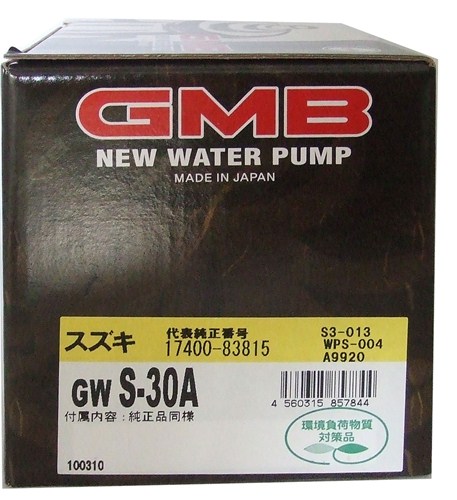 GMB
NEW WATER PUMP
MADE IN JAPAN
スズキ
代表純正番号
17400-83815
S3-013
WPS-004
A9920
GW S-30A
付属内容:純正品同様
4 560315 857844
環境負荷物質
対策品
100310